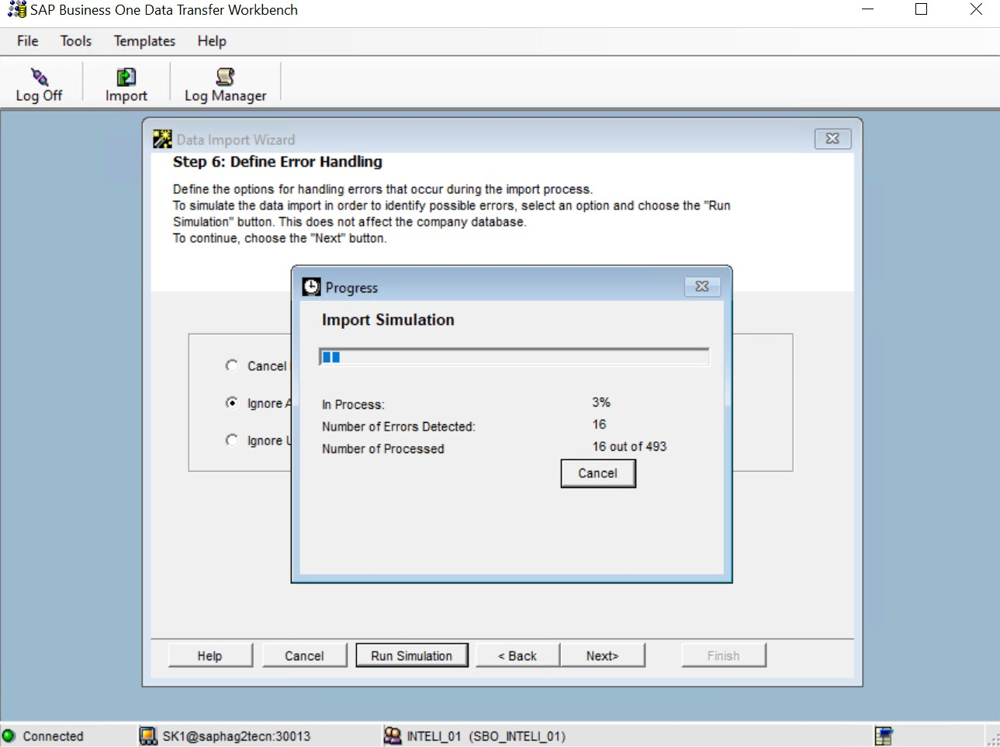 SAP Business One Data Transfer Workbench
File Tools Templates Help
Log Off Import Log Manager
Data Import Wizard
Step 6: Define Error Handling
Define the options for handling errors that occur during the import process.
To simulate the data import in order to identify possible errors, select an option and choose the "Run
Simulation" button. This does not affect the company database.
To continue, choose the "Next" button.
Progress
Import Simulation
Cancel
Ignore
Ignore
In Process: 3%
Number of Errors Detected: 16
Number of Processed 16 out of 493
Cancel
Help Cancel Run Simulation < Back Next> Finish
Connected SK1@saphag2tecn:30013 INTELI_01 (SBO_INTELI_01)